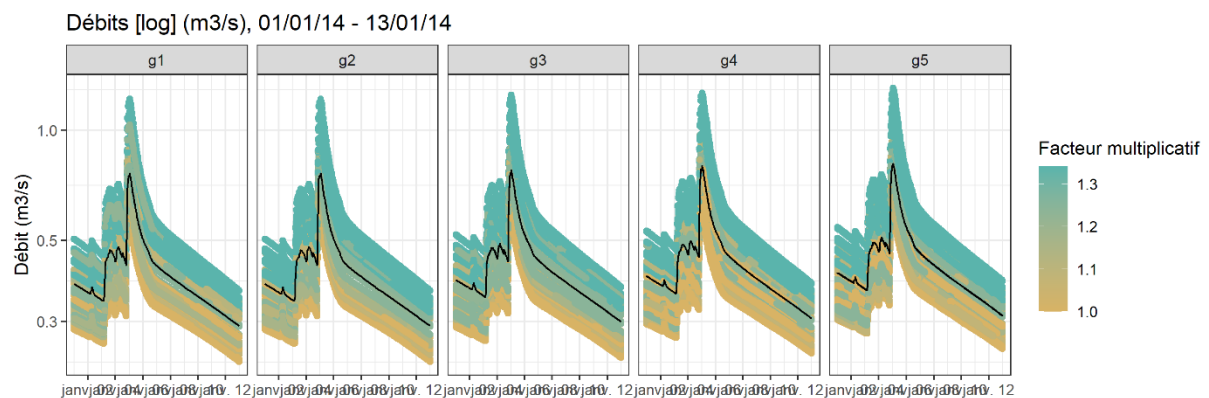 Débits [log] (m3/s), 01/01/14 - 13/01/14
g1 g2 g3 g4 g5
1.0
0.5
0.3
Débit (m3/s)
Facteur multiplicatif
1.3
1.2
1.1
1.0